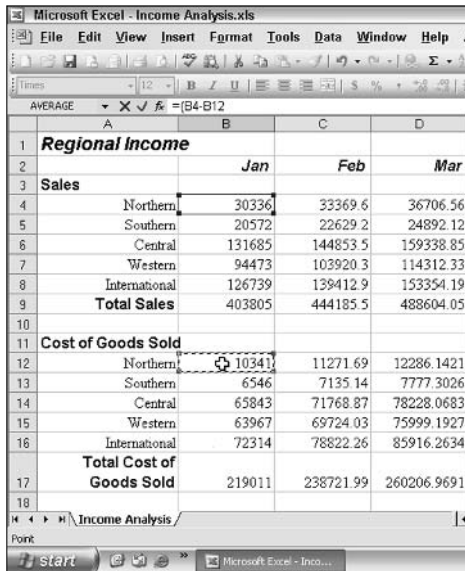 Microsoft Excel - Income Analysis.xls
File Edit View Insert Format Tools Data Window Help
Times 12 B I U $ % ,
AVERAGE =(B4-B12
A B C D
1 Regional Income
2 Jan Feb Mar
3 Sales
4 Northern 30336 33369.6 36706.56
5 Southern 20572 22629.2 24892.12
6 Central 131685 144853.5 159338.85
7 Western 94473 103920.3 114312.33
8 International 126739 139412.9 153354.19
9 Total Sales 403805 444185.5 488604.05
10
11 Cost of Goods Sold
12 Northern 10341 11271.69 12286.1421
13 Southern 6546 7135.14 7777.3026
14 Central 65843 71768.87 78228.0683
15 Western 63967 69724.03 75999.1927
16 International 72314 78822.26 85916.2634
Total Cost of
17 Goods Sold 219011 238721.99 260206.9691
18
Income Analysis
Point
start Microsoft Excel - Inco...